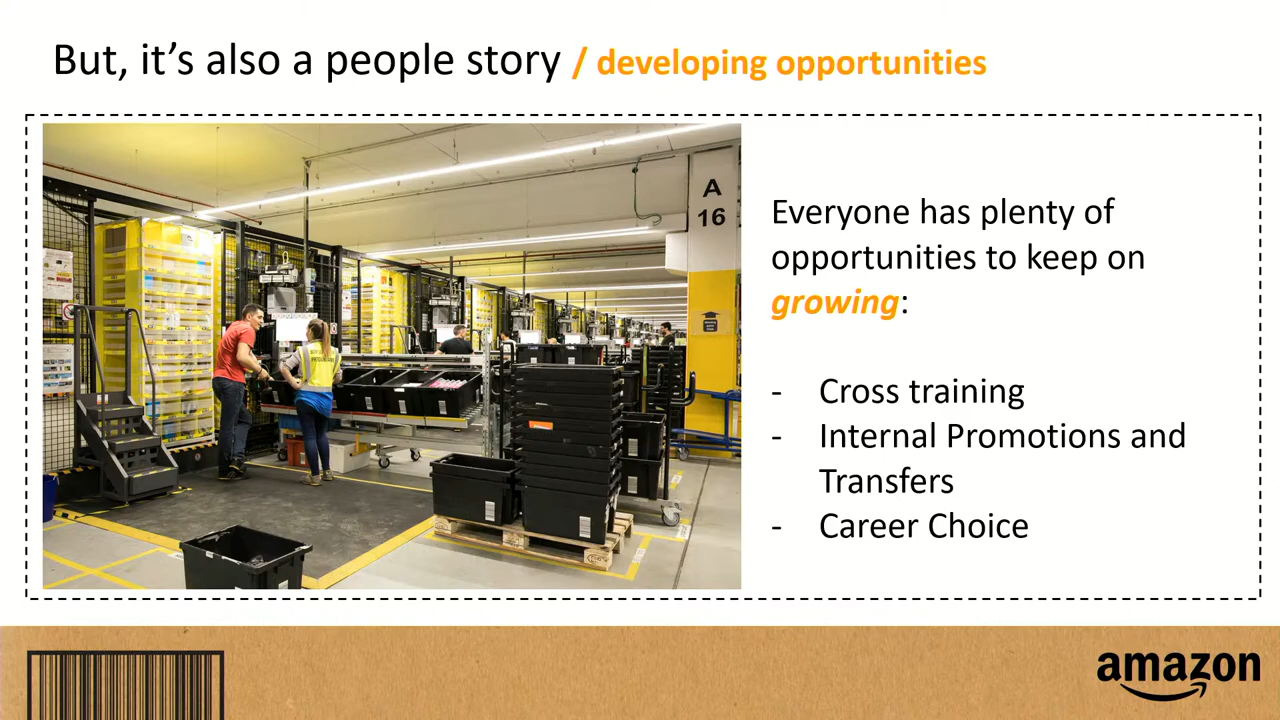 But, it's also a people story / developing opportunities
A
16
Everyone has plenty of
opportunities to keep on
growing:
- Cross training
- Internal Promotions and
Transfers
- Career Choice
amazon